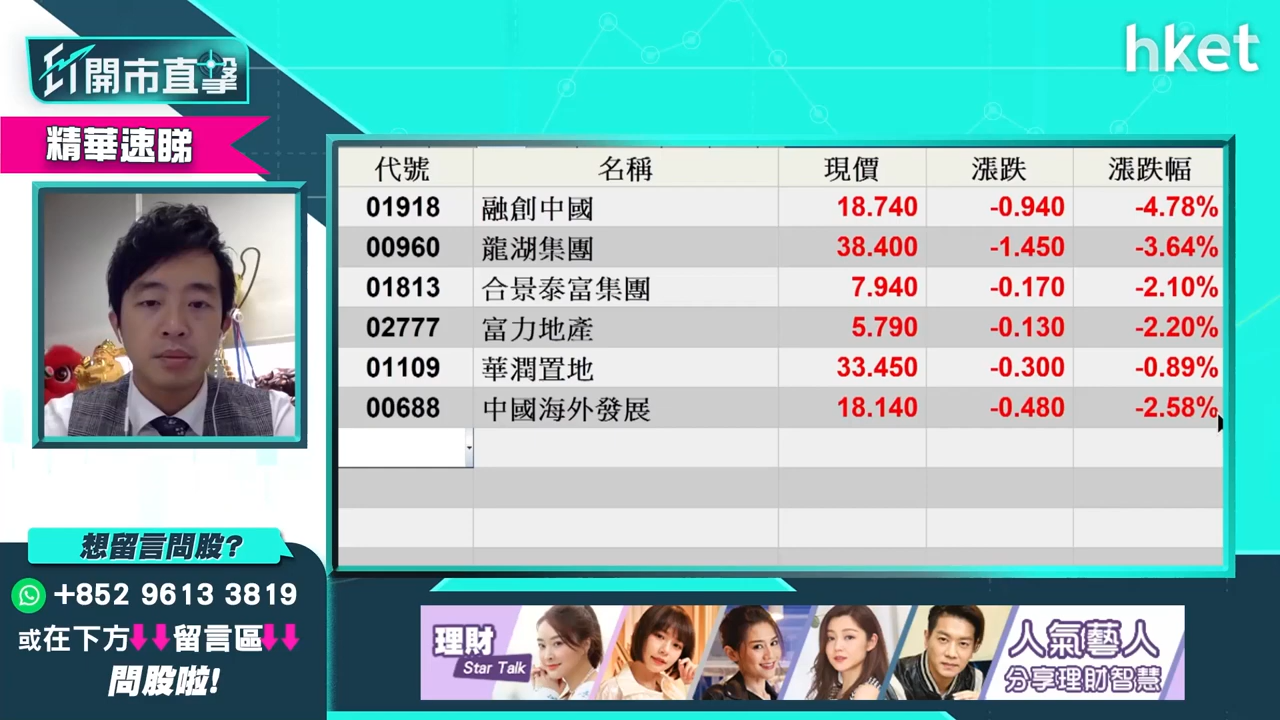 ET開市直擊
hket
精華速睇
代號 名稱 現價 漲跌 漲跌幅
01918 融創中國 18.740 -0.940 -4.78%
00960 龍湖集團 38.400 -1.450 -3.64%
01813 合景泰富集團 7.940 -0.170 -2.10%
02777 富力地產 5.790 -0.130 -2.20%
01109 華潤置地 33.450 -0.300 -0.89%
00688 中國海外發展 18.140 -0.480 -2.58%
想留言問股?
+852 9613 3819
或在下方留言區
問股啦!
理財
Star Talk
人氣藝人
分享理財智慧